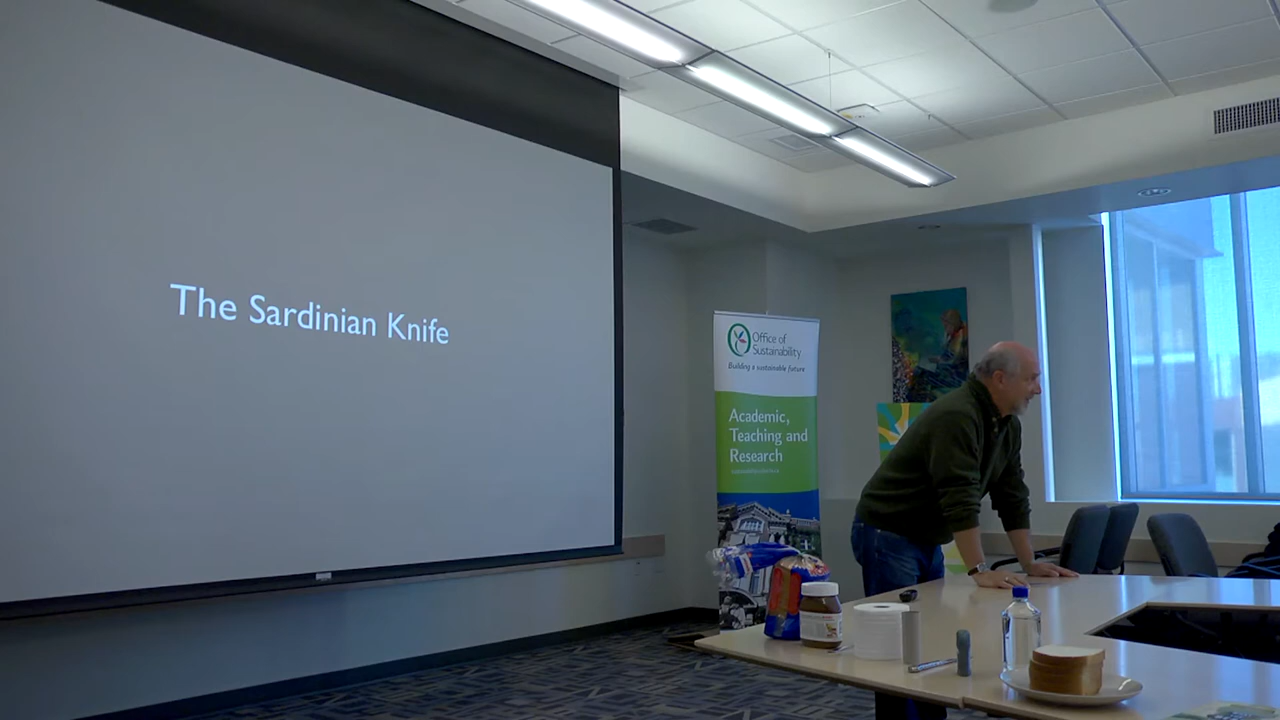 The Sardinian Knife
Office of
Sustainability
Building a sustainable future
Academic,
Teaching and
Research